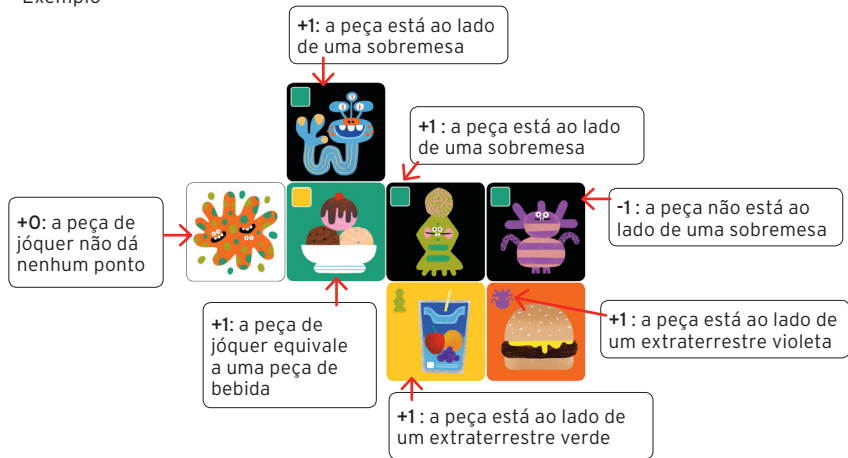 Exemplo
+1: a peça está ao lado
de uma sobremesa
+1 : a peça está ao lado
de uma sobremesa
+0: a peça de
jóquer não dá
nenhum ponto
-1 : a peça não está ao
lado de uma sobremesa
+1: a peça de
jóquer equivale
a uma peça de
bebida
+1 : a peça está ao lado de
um extraterrestre violeta
+1 : a peça está ao lado de
um extraterrestre verde